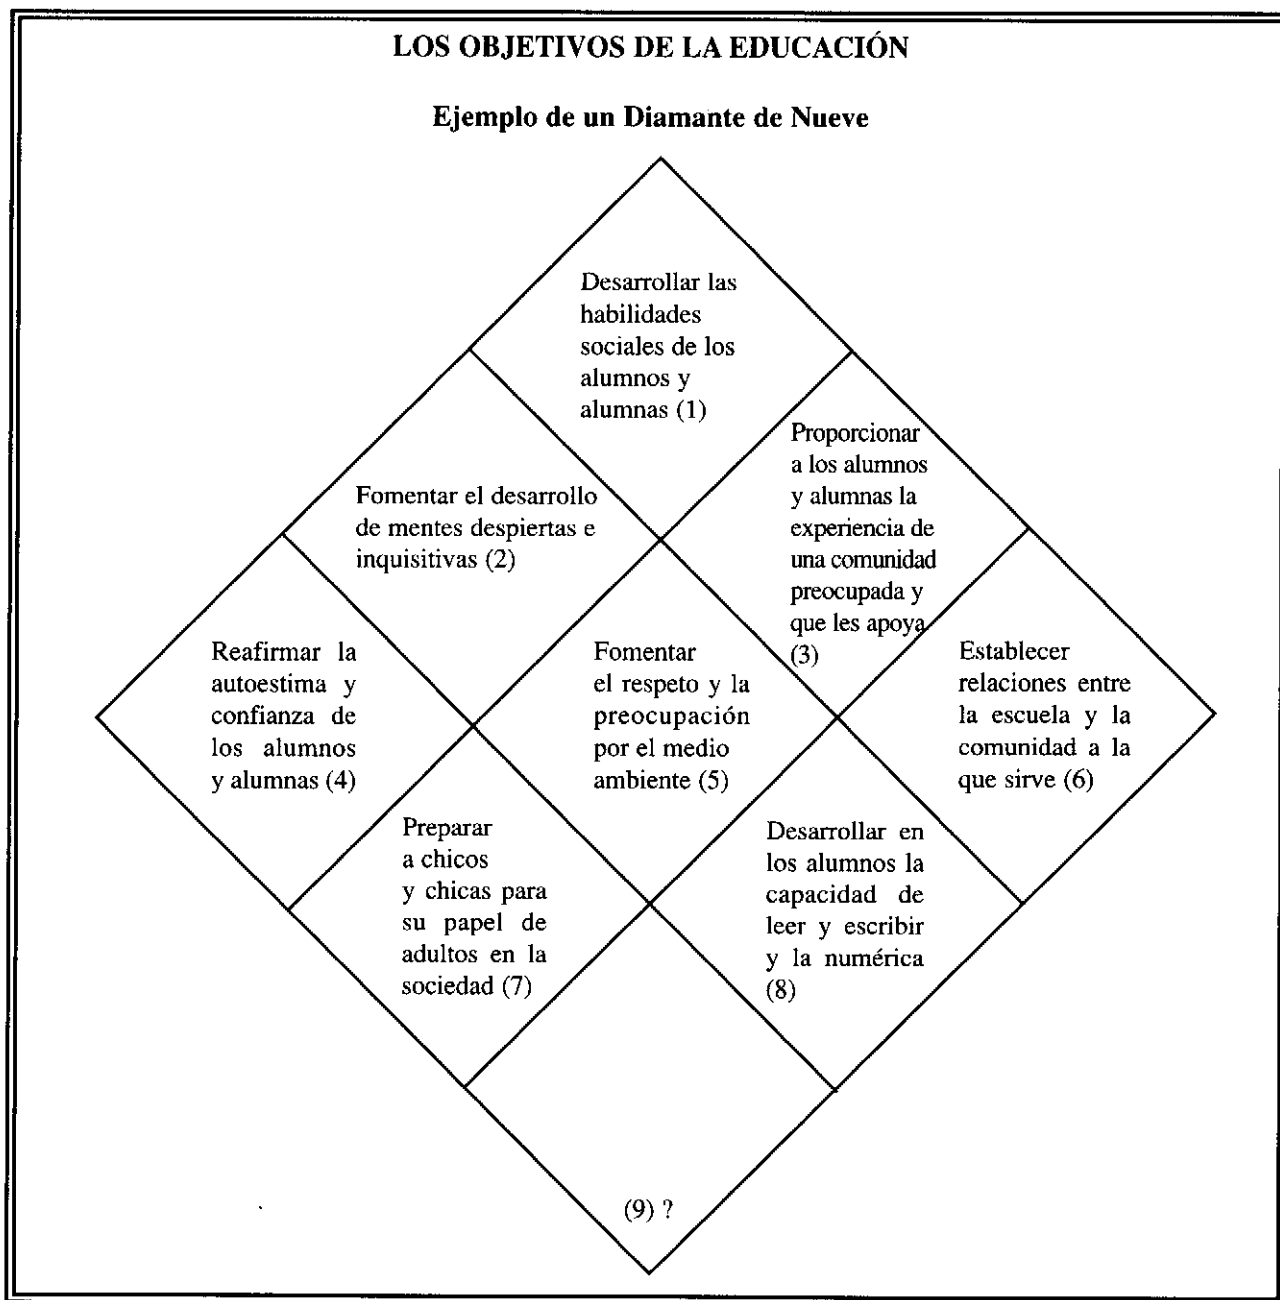 LOS OBJETIVOS DE LA EDUCACIÓN
Ejemplo de un Diamante de Nueve
Desarrollar las
habilidades
sociales de los
alumnos y
alumnas (1)
Fomentar el desarrollo
de mentes despiertas e
inquisitivas (2)
Proporcionar
a los alumnos
y alumnas la
experiencia de
una comunidad
preocupada y
que les apoya
(3)
Reafirmar la
autoestima y
confianza de
los alumnos
y alumnas (4)
Fomentar
el respeto y la
preocupación
por el medio
ambiente (5)
Establecer
relaciones entre
la escuela y la
comunidad a la
que sirve (6)
Preparar
a chicos
y chicas para
su papel de
adultos en la
sociedad (7)
Desarrollar en
los alumnos la
capacidad de
leer y escribir
y la numérica
(8)
(9) ?